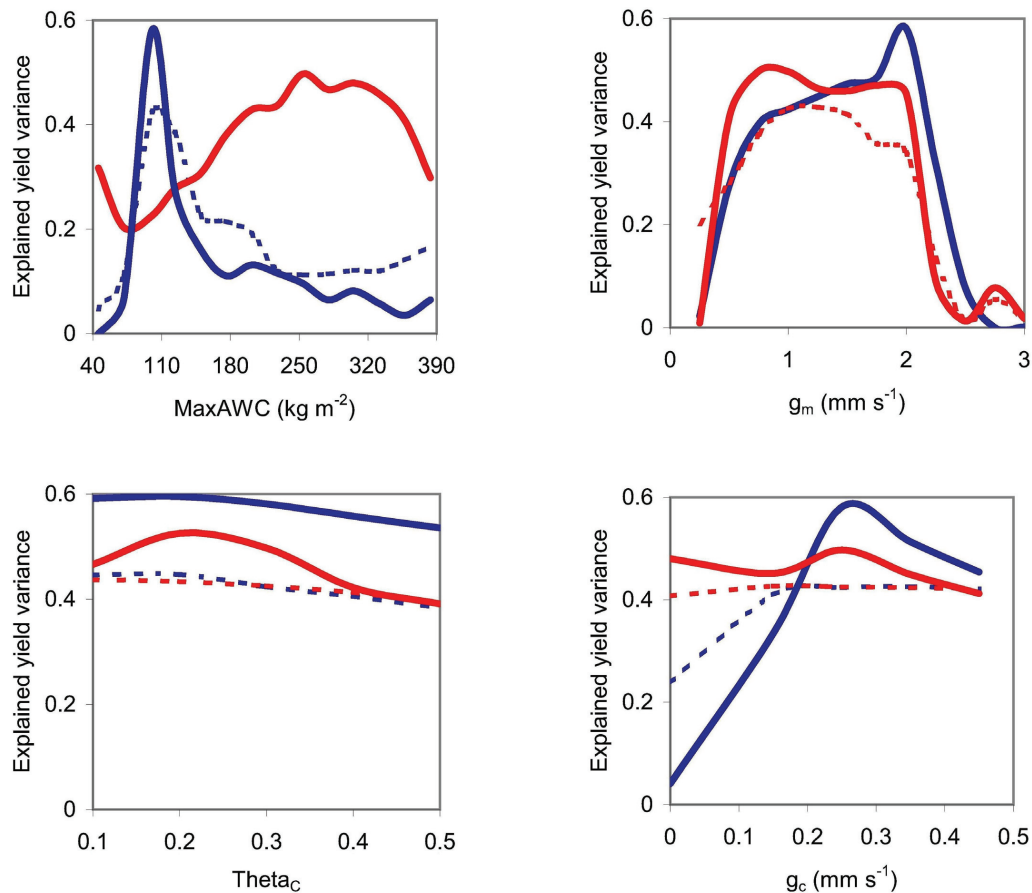 0.6
0.4
0.2
0
Explained yield variance
40 110 180 250 320 390
MaxAWC (kg m⁻²)
0.6
0.4
0.2
0
Explained yield variance
0 1 2 3
gₘ (mm s⁻¹)
0.6
0.4
0.2
0
Explained yield variance
0.1 0.2 0.3 0.4 0.5
Theta_C
0.6
0.4
0.2
0
Explained yield variance
0 0.1 0.2 0.3 0.4 0.5
g_c (mm s⁻¹)